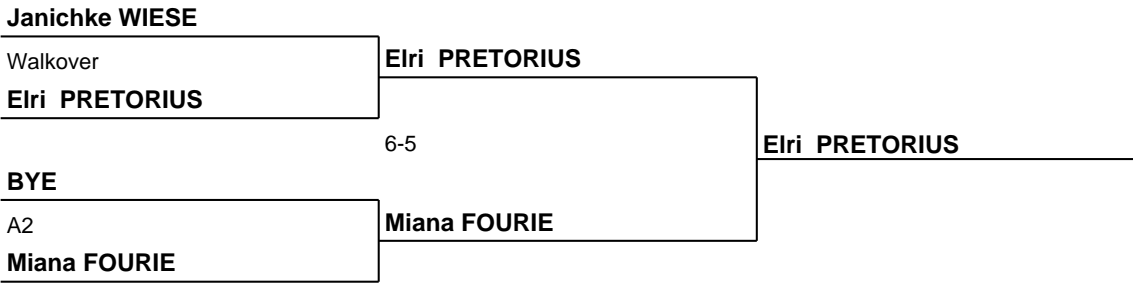 Janichke WIESE
Walkover
Elri PRETORIUS
Elri PRETORIUS
6-5
Elri PRETORIUS
BYE
A2
Miana FOURIE
Miana FOURIE